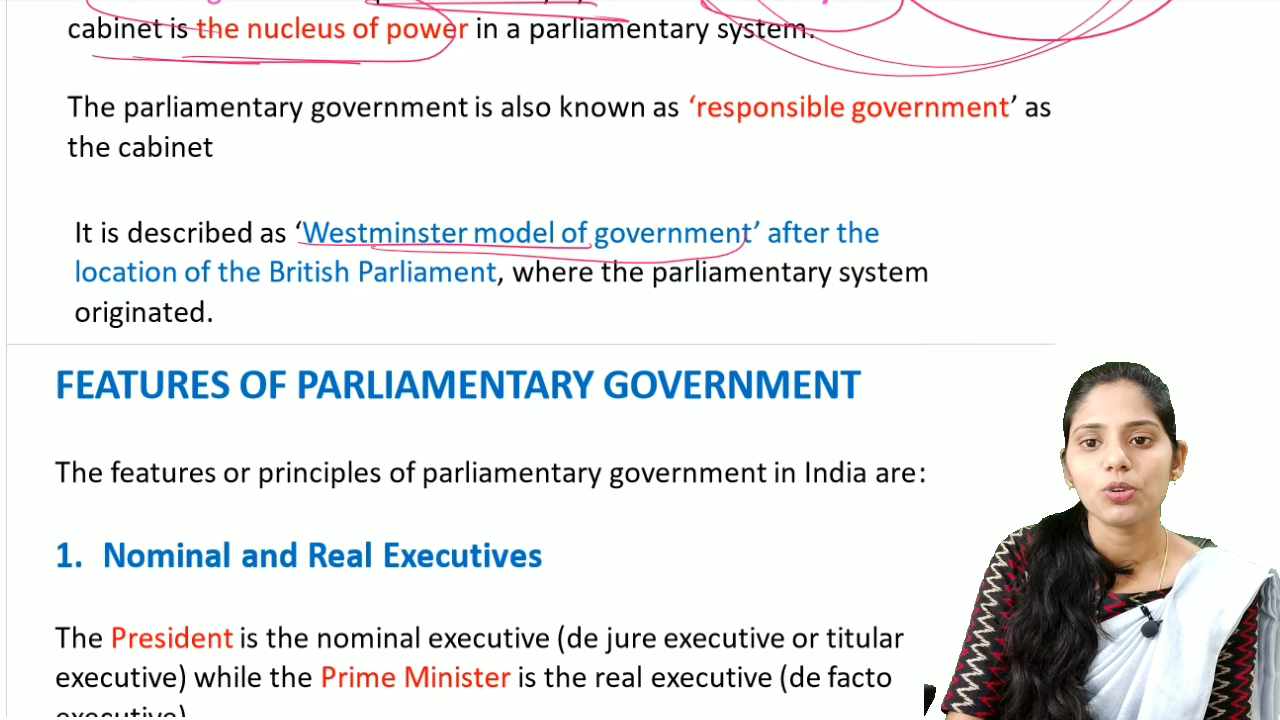 cabinet is the nucleus of power in a parliamentary system.
The parliamentary government is also known as ‘responsible government’ as
the cabinet
It is described as ‘Westminster model of government’ after the
location of the British Parliament, where the parliamentary system
originated.
FEATURES OF PARLIAMENTARY GOVERNMENT
The features or principles of parliamentary government in India are:
1. Nominal and Real Executives
The President is the nominal executive (de jure executive or titular
executive) while the Prime Minister is the real executive (de facto
executive)